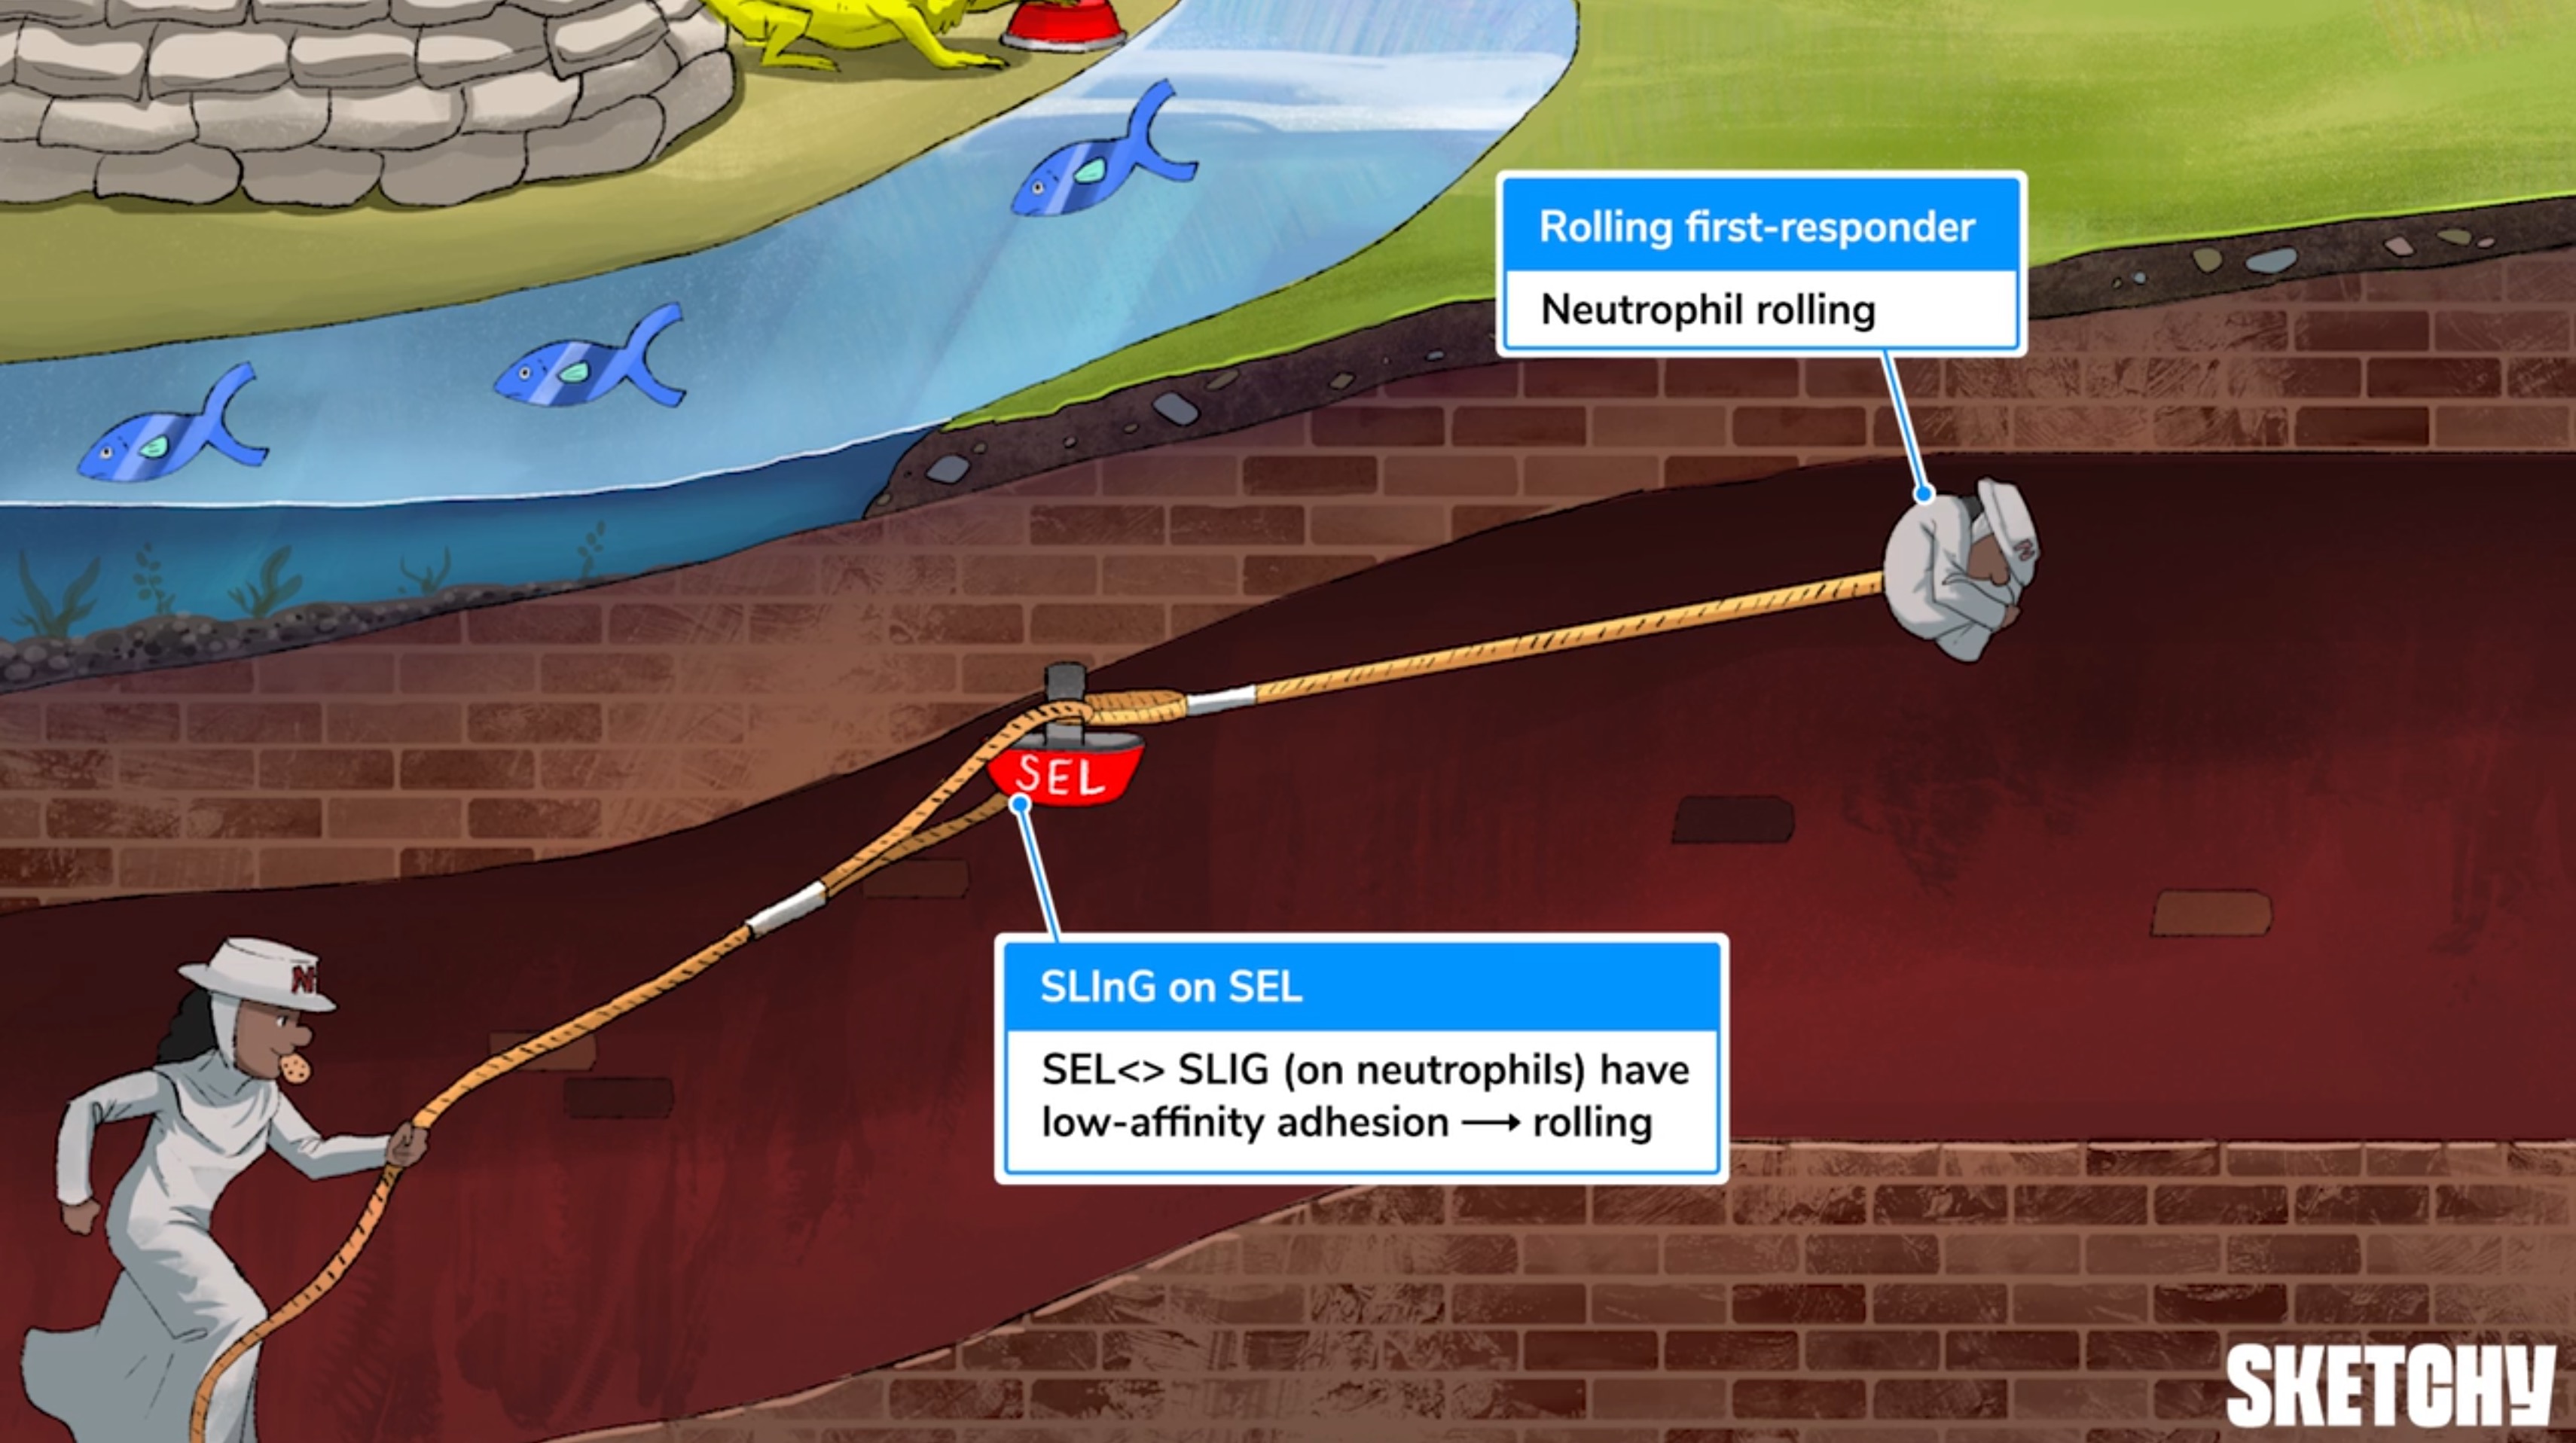 Rolling first-responder
Neutrophil rolling
SEL
N
SLInG on SEL
SEL<> SLIG (on neutrophils) have
low-affinity adhesion ⟶ rolling
N
SKETCHY